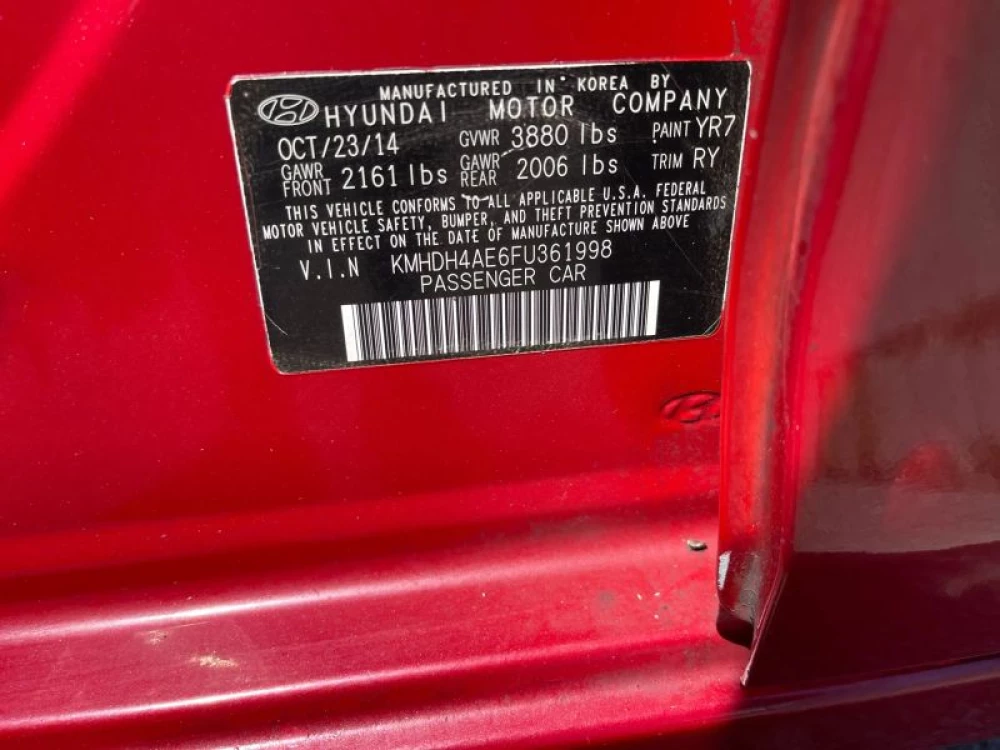 MANUFACTURED IN KOREA BY
HYUNDAI MOTOR COMPANY
OCT/23/14 GVWR 3880 lbs PAINT YR7
GAWR FRONT 2161 lbs GAWR REAR 2006 lbs TRIM RY
THIS VEHICLE CONFORMS TO ALL APPLICABLE U.S.A. FEDERAL
MOTOR VEHICLE SAFETY, BUMPER, AND THEFT PREVENTION STANDARDS
IN EFFECT ON THE DATE OF MANUFACTURE SHOWN ABOVE
V.I.N KMHDH4AE6FU361998
PASSENGER CAR